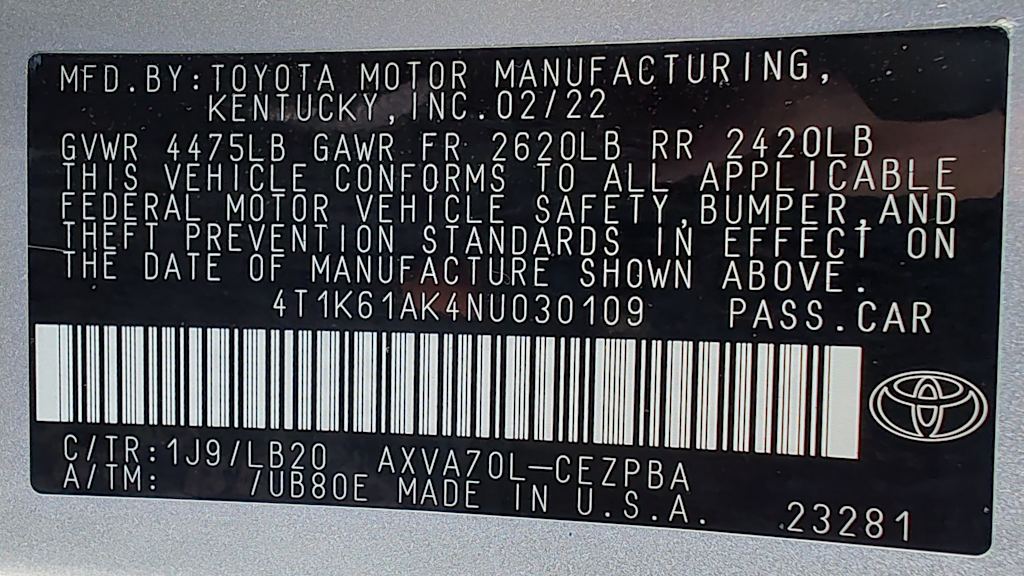 MFD.BY:TOYOTA MOTOR MANUFACTURING,
KENTUCKY,INC.02/22
GVWR 4475LB GAWR FR 2620LB RR 2420LB
THIS VEHICLE CONFORMS TO ALL APPLICABLE
FEDERAL MOTOR VEHICLE SAFETY,BUMPER,AND
THEFT PREVENTION STANDARDS IN EFFECT ON
THE DATE OF MANUFACTURE SHOWN ABOVE.
4T1K61AK4NU030109 PASS.CAR
C/TR:1J9/LB20 AXVA70L-CEZPBA
A/TM: /UB80E MADE IN U.S.A. 23281